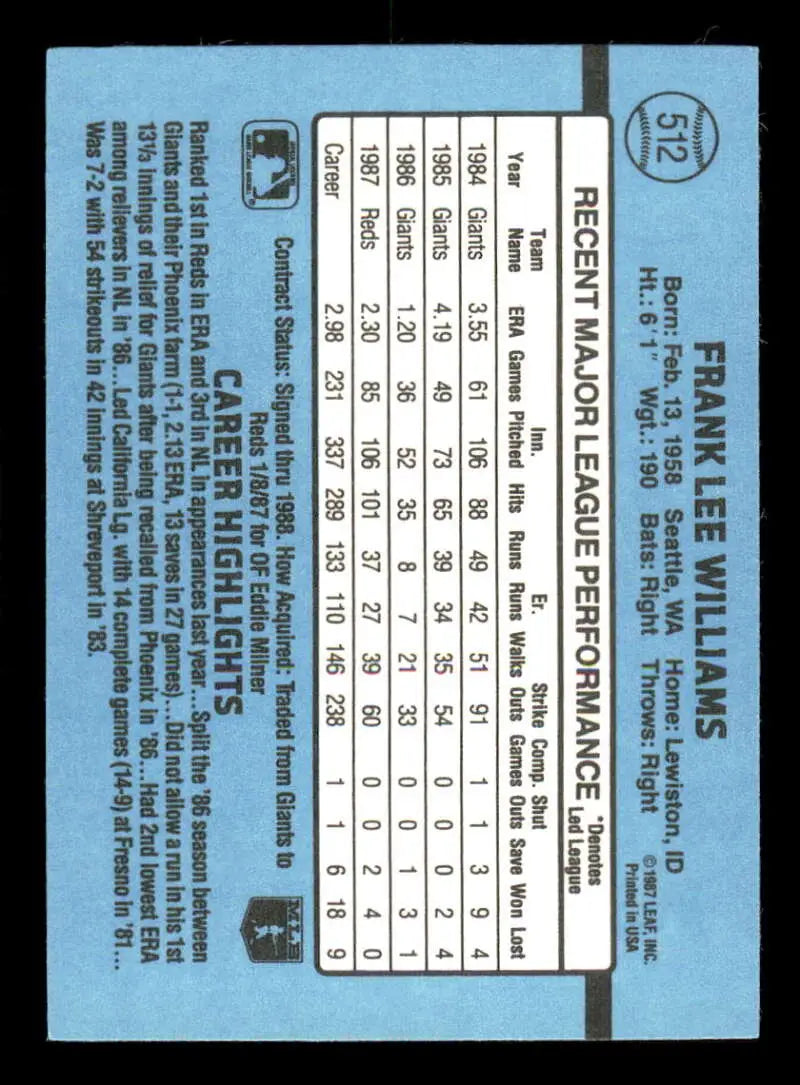 512
FRANK LEE WILLIAMS
Born: Feb. 13, 1958 Seattle, WA Home: Lewiston, ID
Ht.: 6'1" Wgt.: 190 Bats: Right Throws: Right
©1987 LEAF, INC.
Printed in USA
RECENT MAJOR LEAGUE PERFORMANCE *Denotes Led League
Team Inn. Er. Strike Comp. Shut
Year Name ERA Games Pitched Hits Runs Runs Walks Outs Games Outs Save Won Lost
1984 Giants 3.55 61 106 88 49 42 51 91 1 1 3 9 4
1985 Giants 4.19 49 73 65 39 34 35 54 0 0 0 2 4
1986 Giants 1.20 36 52 35 8 7 21 33 0 0 1 3 1
1987 Reds 2.30 85 106 101 37 27 39 60 0 0 2 4 0
Career 2.98 231 337 289 133 110 146 238 1 1 6 18 9
Contract Status: Signed thru 1988. How Acquired: Traded from Giants to
Reds 1/8/87 for OF Eddie Milner
MLB
CAREER HIGHLIGHTS
Ranked 1st in Reds in ERA and 3rd in NL in appearances last year...Split the '86 season between
Giants and their Phoenix farm (1-1, 2.13 ERA, 13 saves in 27 games)...Did not allow a run in his 1st
13⅓ innings of relief for Giants after being recalled from Phoenix in '86...Had 2nd lowest ERA
among relievers in NL in '86...Led California Lg. with 14 complete games (14-9) at Fresno in '81...
Was 7-2 with 54 strikeouts in 42 innings at Shreveport in '83.